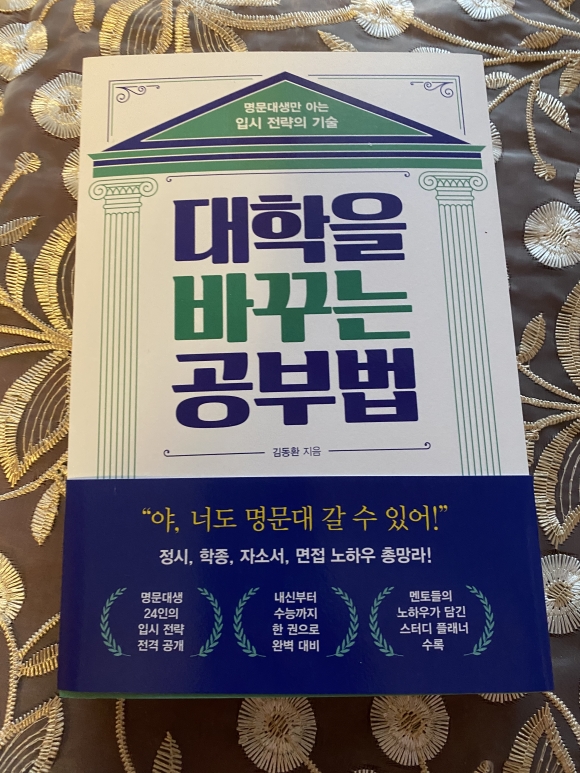 명문대생만 아는
입시 전략의 기술
대학을
바꾸는
공부법
김동환 지음
“야, 너도 명문대 갈 수 있어!”
정시, 학종, 자소서, 면접 노하우 총망라!
명문대생
24인의
입시 전략
전격 공개
내신부터
수능까지
한 권으로
완벽 대비
멘토들의
노하우가 담긴
스터디 플래너
수록